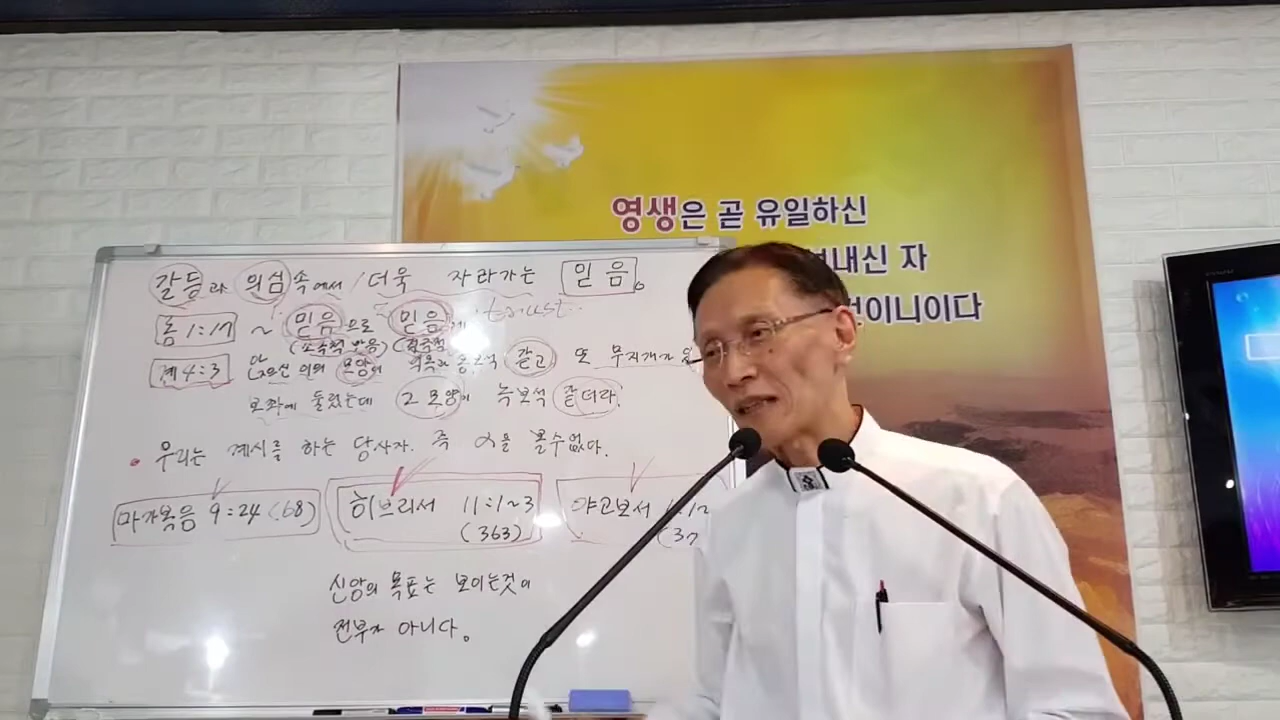 영생은 곧 유일하신
보내신 자
것이니이다
갈등과 의심속에서 더욱 자라가는 믿음.
롬 1:17 ~ 믿음으로 믿음에 trust..
계 4:3 앉으신 이의 모양이 벽옥과 홍보석 같고 또 무지개가 있
보좌에 둘렸는데 그 모양이 녹보석 같더라.
우리는 계시를 하는 당사자. 즉 을 볼수없다.
마가복음 9:24 (68) 히브리서 11:1~3 야고보서
(363) (37
신앙의 목표는 보이는것이
전부가 아니다.